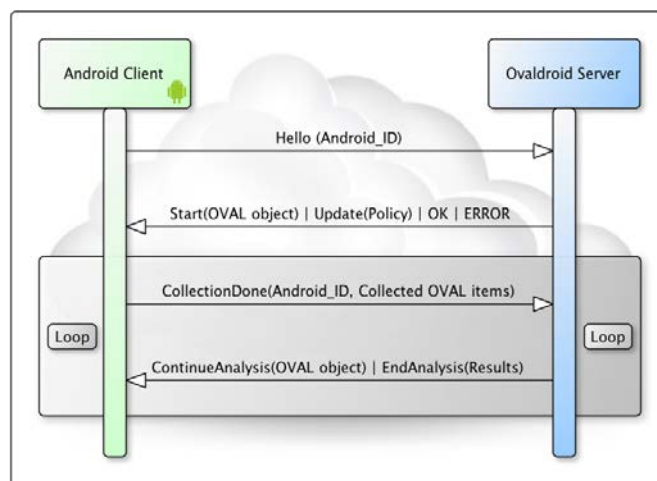 Android Client
Ovaldroid Server
Hello (Android_ID)
Start(OVAL object) | Update(Policy) | OK | ERROR
CollectionDone(Android_ID, Collected OVAL items)
Loop
Loop
ContinueAnalysis(OVAL object) | EndAnalysis(Results)